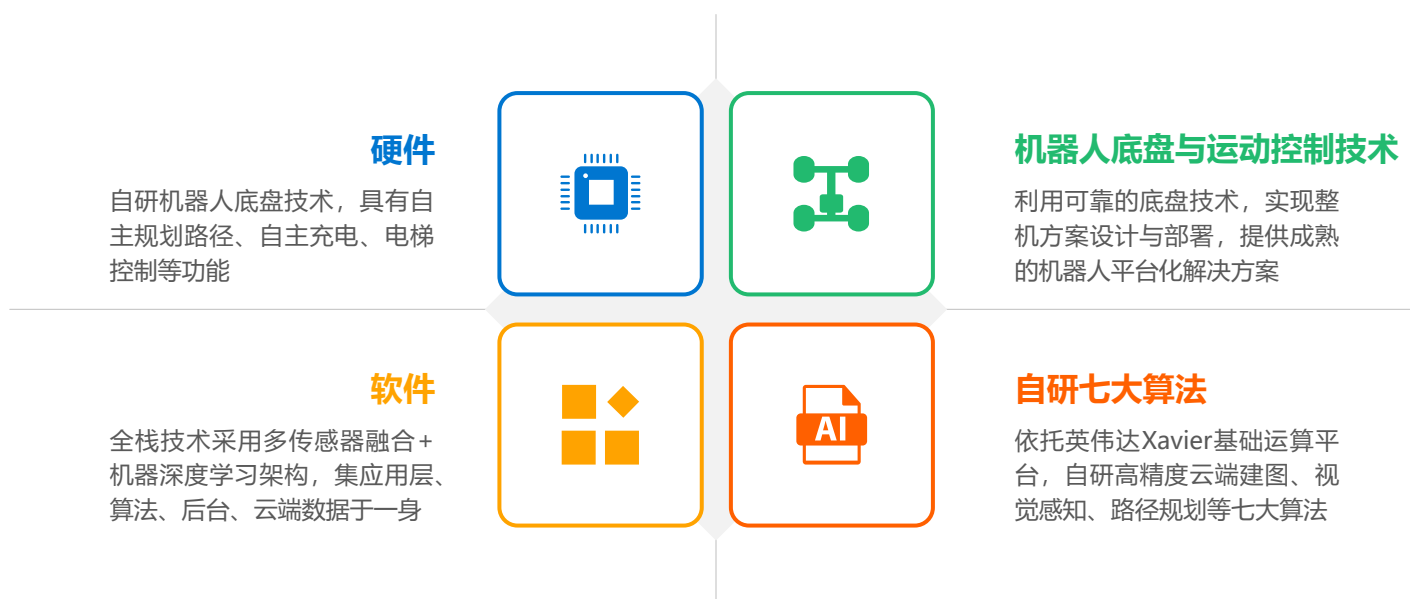 硬件
自研机器人底盘技术，具有自
主规划路径、自主充电、电梯
控制等功能
机器人底盘与运动控制技术
利用可靠的底盘技术，实现整
机方案设计与部署，提供成熟
的机器人平台化解决方案
软件
全栈技术采用多传感器融合+
机器深度学习架构，集应用层、
算法、后台、云端数据于一身
AI
自研七大算法
依托英伟达Xavier基础运算平
台，自研高精度云端建图、视
觉感知、路径规划等七大算法